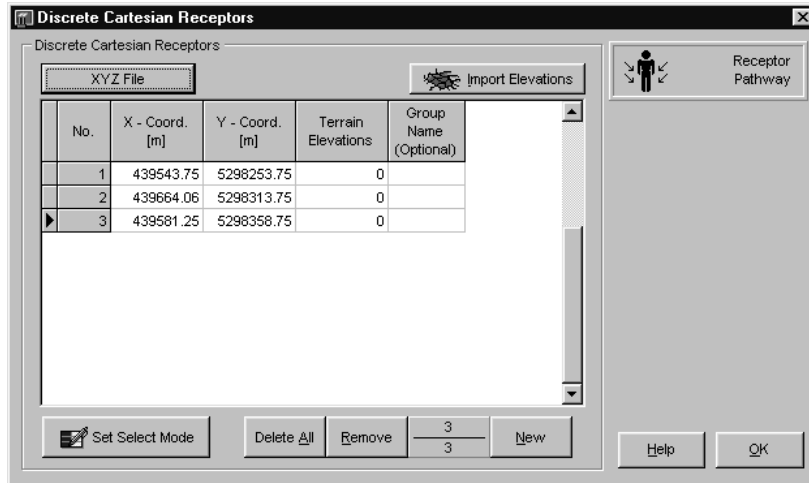 Discrete Cartesian Receptors
Discrete Cartesian Receptors
XYZ File
Import Elevations
Receptor
Pathway
No.
X - Coord.
[m]
Y - Coord.
[m]
Terrain
Elevations
Group
Name
(Optional)
1 439543.75 5298253.75 0
2 439664.06 5298313.75 0
3 439581.25 5298358.75 0
Set Select Mode
Delete All
Remove
3
3
New
Help
OK